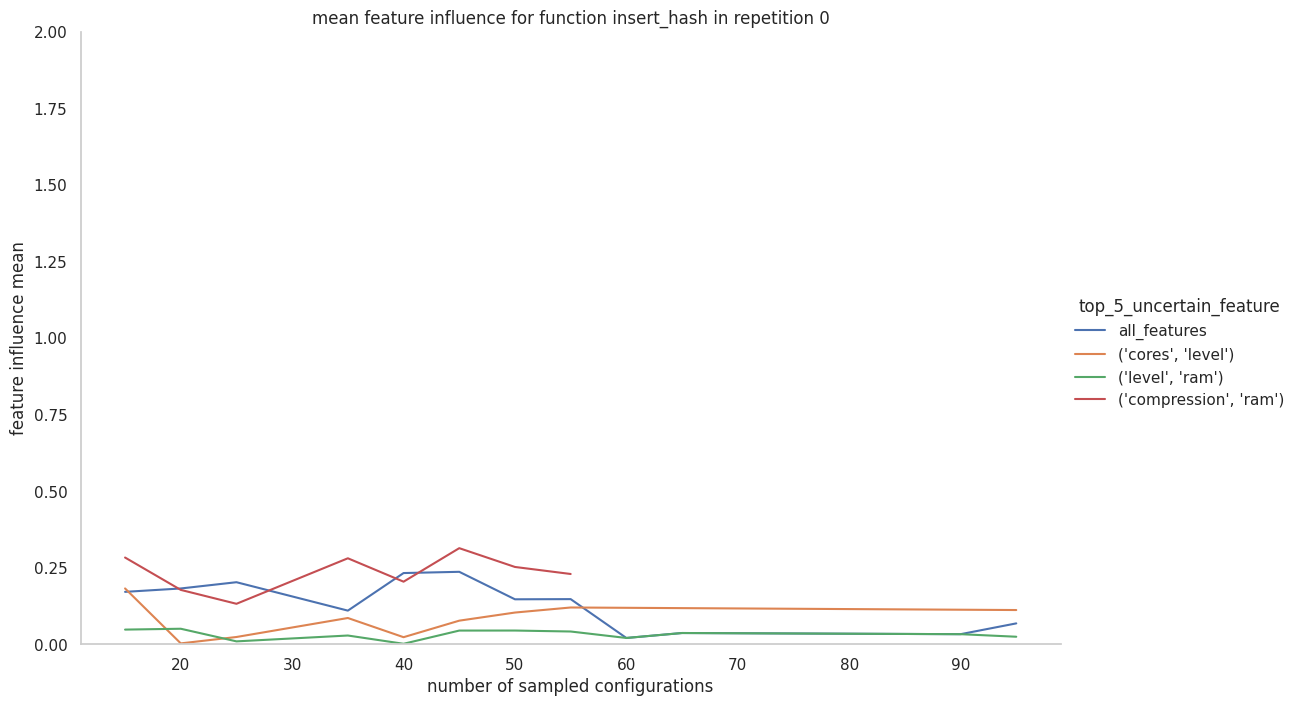 mean feature influence for function insert_hash in repetition 0
2.00
1.75
1.50
1.25
1.00
0.75
0.50
0.25
0.00
feature influence mean
20 30 40 50 60 70 80 90
number of sampled configurations
top_5_uncertain_feature
all_features
('cores', 'level')
('level', 'ram')
('compression', 'ram')